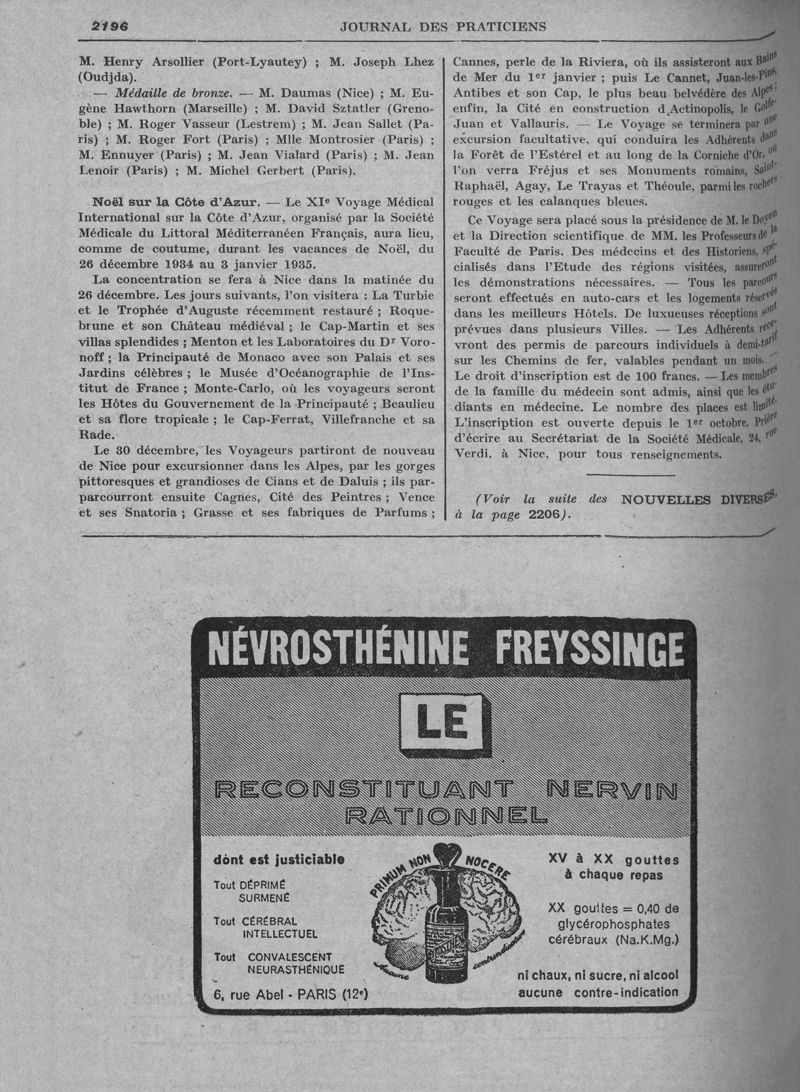 2196
JOURNAL DES PRATICIENS
M. Henry Arsollier (Port-Lyautey) ; M. Joseph Lhez
(Oudjda).
— Médaille de bronze. — M. Daumas (Nice) ; M. Eu-
gène Hawthorn (Marseille) ; M. David Sztatler (Greno-
ble) ; M. Roger Vasseur (Lestrem) ; M. Jean Sallet (Pa-
ris) ; M. Roger Fort (Paris) ; Mlle Montrosier (Paris) ;
M. Ennuyer (Paris) ; M. Jean Vialard (Paris) ; M. Jean
Lenoir (Paris) ; M. Michel Gerbert (Paris).
Noël sur la Côte d'Azur. — Le XIe Voyage Médical
International sur la Côte d'Azur, organisé par la Société
Médicale du Littoral Méditerranéen Français, aura lieu,
comme de coutume, durant les vacances de Noël, du
26 décembre 1934 au 3 janvier 1935.
La concentration se fera à Nice dans la matinée du
26 décembre. Les jours suivants, l'on visitera : La Turbie
et le Trophée d'Auguste récemment restauré ; Roque-
brune et son Château médiéval ; le Cap-Martin et ses
villas splendides ; Menton et les Laboratoires du Dr Voro-
noff ; la Principauté de Monaco avec son Palais et ses
Jardins célèbres ; le Musée d'Océanographie de l'Ins-
titut de France ; Monte-Carlo, où les voyageurs seront
les Hôtes du Gouvernement de la Principauté ; Beaulieu
et sa flore tropicale ; le Cap-Ferrat, Villefranche et sa
Rade.
Le 30 décembre, les Voyageurs partiront de nouveau
de Nice pour excursionner dans les Alpes, par les gorges
pittoresques et grandioses de Cians et de Daluis ; ils par-
parcourront ensuite Cagnes, Cité des Peintres ; Vence
et ses Snatoria ; Grasse et ses fabriques de Parfums ;
Cannes, perle de la Riviera, où ils assisteront aux Bains
de Mer du 1er janvier ; puis Le Cannet, Juan-les-Pins,
Antibes et son Cap, le plus beau belvédère des Alpes ;
enfin, la Cité en construction d'Actinopolis, le Golfe-
Juan et Vallauris. — Le Voyage se terminera par une
excursion facultative, qui conduira les Adhérents dans
la Forêt de l'Estérel et au long de la Corniche d'Or, où
l'on verra Fréjus et ses Monuments romains, Saint-
Raphaël, Agay, Le Trayas et Théoule, parmi les rochers
rouges et les calanques bleues.
Ce Voyage sera placé sous la présidence de M. le Doyen
et la Direction scientifique de MM. les Professeurs de la
Faculté de Paris. Des médecins et des Historiens, spé-
cialisés dans l'Etude des régions visitées, assureront
les démonstrations nécessaires. — Tous les parcours
seront effectués en auto-cars et les logements réservés
dans les meilleurs Hôtels. De luxueuses réceptions sont
prévues dans plusieurs Villes. — Les Adhérents rece-
vront des permis de parcours individuels à demi-tarif
sur les Chemins de fer, valables pendant un mois. —
Le droit d'inscription est de 100 francs. — Les membres
de la famille du médecin sont admis, ainsi que les étu-
diants en médecine. Le nombre des places est limité.
L'inscription est ouverte depuis le 1er octobre. Prière
d'écrire au Secrétariat de la Société Médicale, 24, rue
Verdi, à Nice, pour tous renseignements.
(Voir la suite des NOUVELLES DIVERSES,
à la page 2206).
NÉVROSTHÉNINE FREYSSINGE
LE
RECONSTITUANT NERVIN
RATIONNEL
dont est justiciable
Tout DÉPRIMÉ
SURMENÉ
Tout CÉRÉBRAL
INTELLECTUEL
Tout CONVALESCENT
NEURASTHÉNIQUE
6, rue Abel - PARIS (12e)
PRIMUM NON NOCERE
Aucune contreindication
XV à XX gouttes
à chaque repas
XX gouttes = 0,40 de
glycérophosphates
cérébraux (Na.K.Mg.)
ni chaux, ni sucre, ni alcool
aucune contre-indication